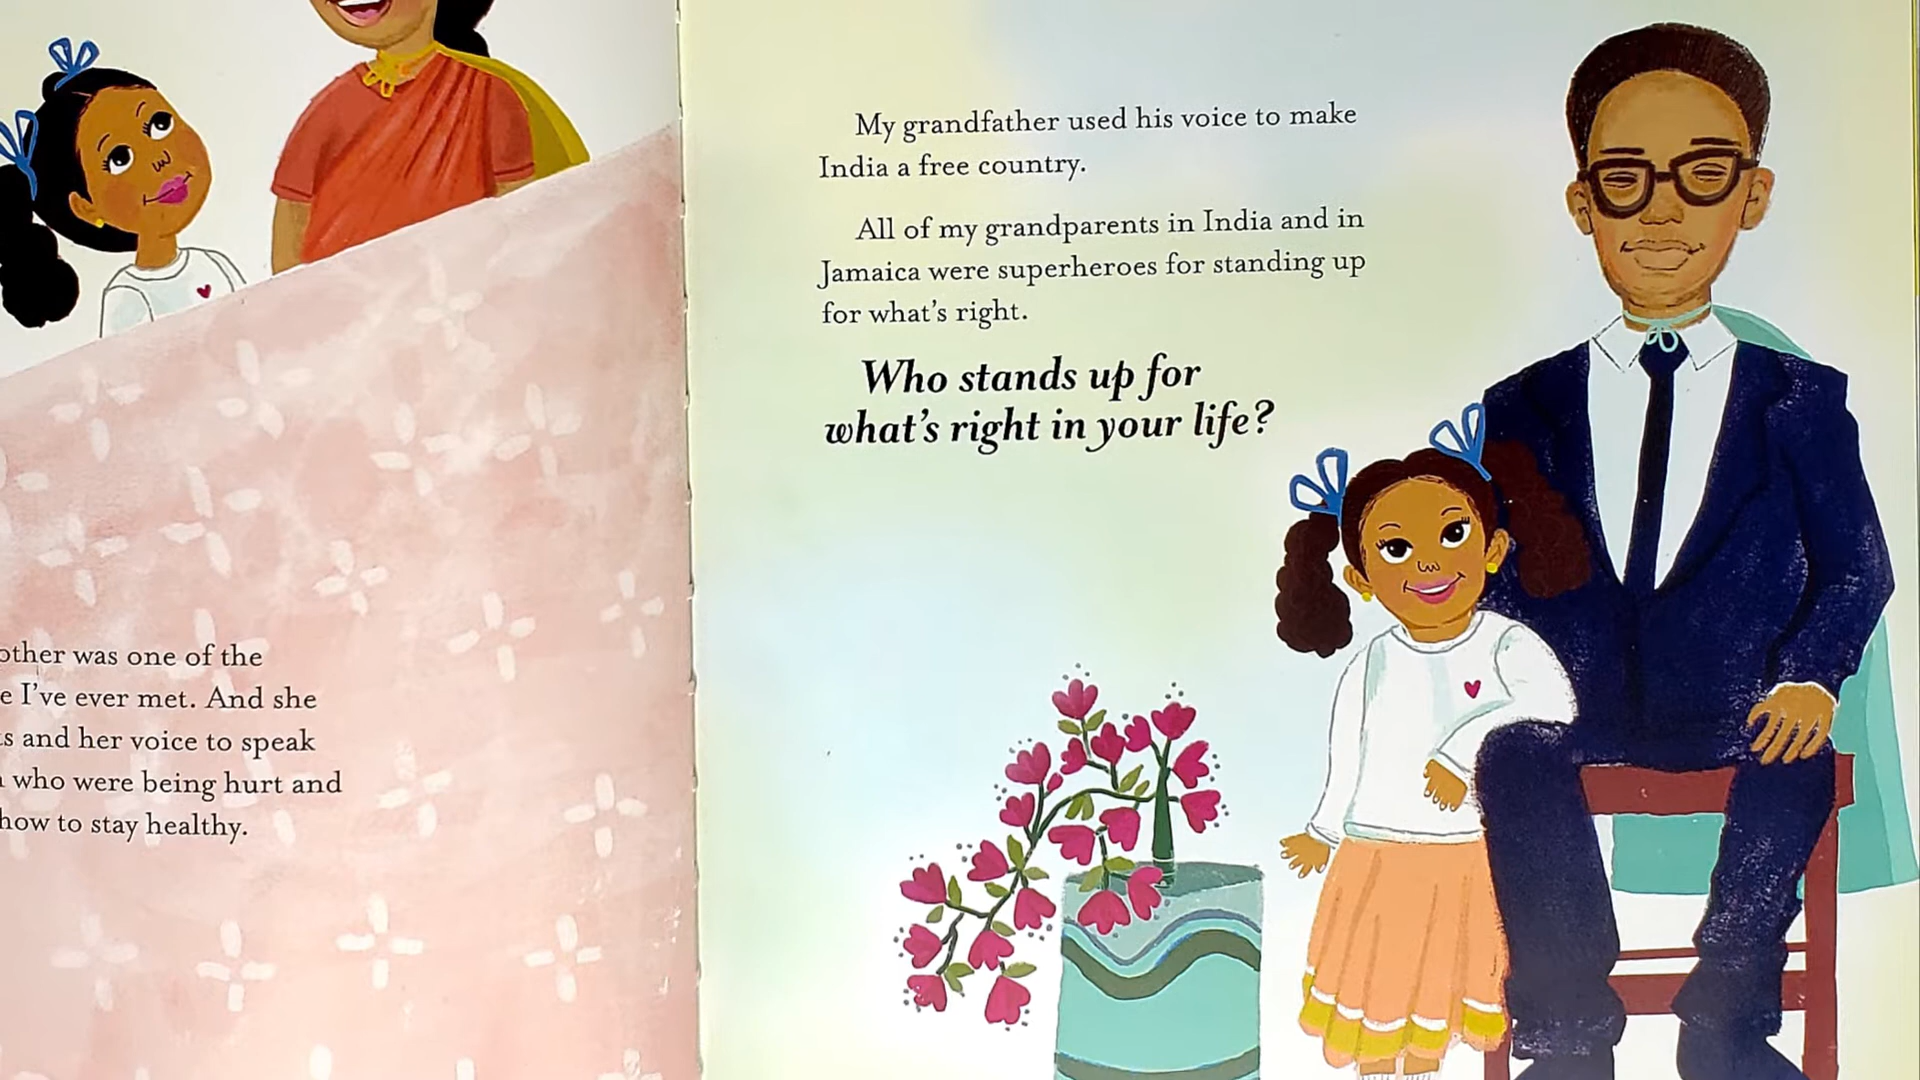 other was one of the
e I've ever met. And she
s and her voice to speak
who were being hurt and
how to stay healthy.
My grandfather used his voice to make
India a free country.
All of my grandparents in India and in
Jamaica were superheroes for standing up
for what's right.
Who stands up for
what's right in your life?